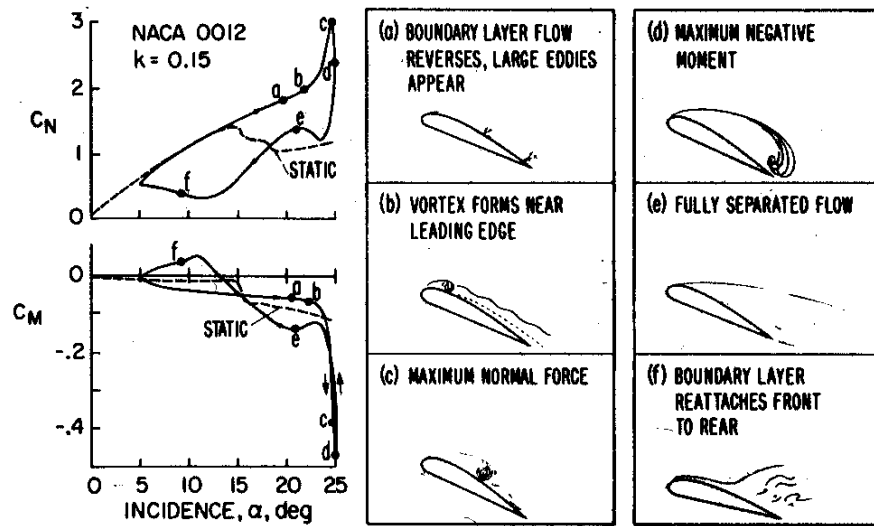 NACA 0012
k = 0.15
C_N
3
2
1
0
a
b
c
d
e
f
STATIC
C_M
0
-.2
-.4
f
a
b
STATIC
e
c
d
0 5 10 15 20 25
INCIDENCE, α, deg
(a) BOUNDARY LAYER FLOW
REVERSES, LARGE EDDIES
APPEAR
(b) VORTEX FORMS NEAR
LEADING EDGE
(c) MAXIMUM NORMAL FORCE
(d) MAXIMUM NEGATIVE
MOMENT
(e) FULLY SEPARATED FLOW
(f) BOUNDARY LAYER
REATTACHES FRONT
TO REAR